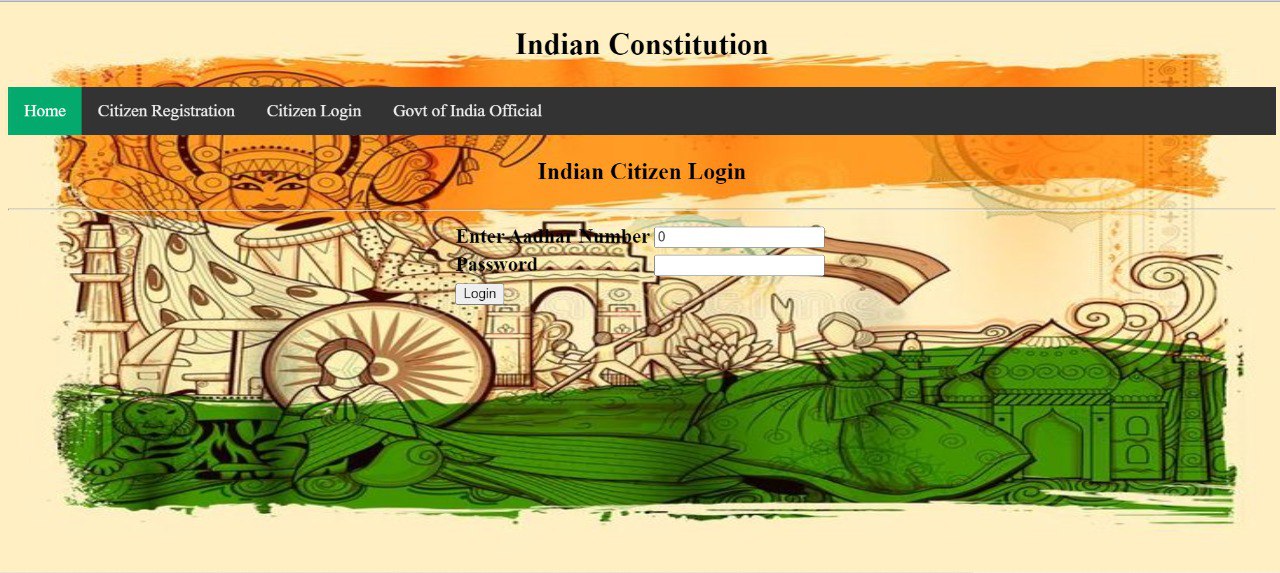 Indian Constitution
Home Citizen Registration Citizen Login Govt of India Official
Indian Citizen Login
Enter Aadhar Number 0
Password
Login